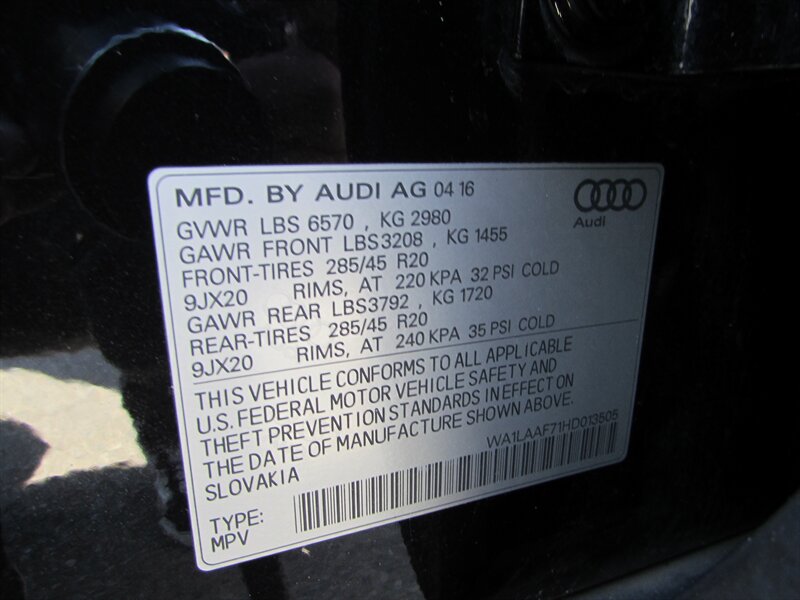 MFD. BY AUDI AG 04 16
Audi
GVWR LBS 6570 , KG 2980
GAWR FRONT LBS3208 , KG 1455
FRONT-TIRES 285/45 R20
9JX20 RIMS, AT 220 KPA 32 PSI COLD
GAWR REAR LBS3792 , KG 1720
REAR-TIRES 285/45 R20
9JX20 RIMS, AT 240 KPA 35 PSI COLD
THIS VEHICLE CONFORMS TO ALL APPLICABLE
U.S. FEDERAL MOTOR VEHICLE SAFETY AND
THEFT PREVENTION STANDARDS IN EFFECT ON
THE DATE OF MANUFACTURE SHOWN ABOVE.
SLOVAKIA
WA1LAAF71HD013505
TYPE:
MPV